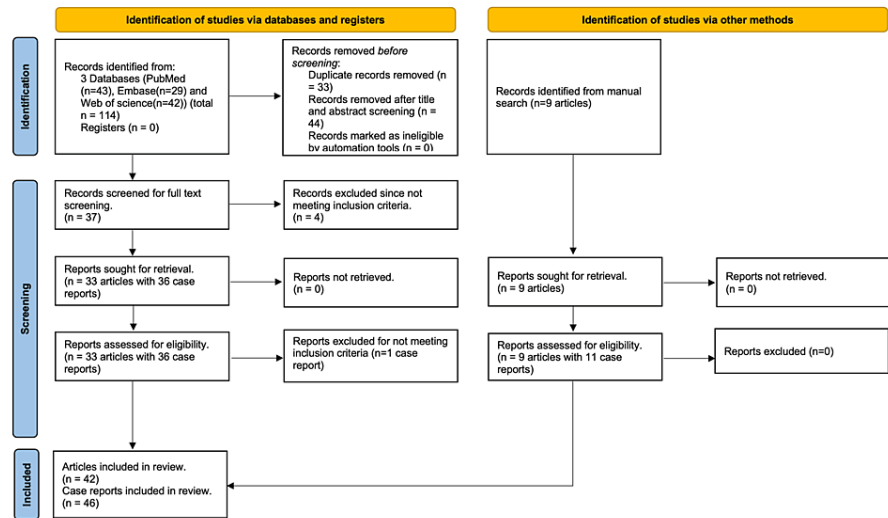 Identification of studies via databases and registers
Identification of studies via other methods
Identification
Records identified from:
3 Databases (PubMed
(n=43), Embase(n=29) and
Web of science(n=42)) (total
n = 114)
Registers (n = 0)
Records removed before
screening:
Duplicate records removed (n
= 33)
Records removed after title
and abstract screening (n =
44)
Records marked as ineligible
by automation tools (n = 0)
Records identified from manual
search (n=9 articles)
Screening
Records screened for full text
screening.
(n = 37)
Records excluded since not
meeting inclusion criteria.
(n = 4)
Reports sought for retrieval.
(n = 33 articles with 36 case
reports)
Reports not retrieved.
(n = 0)
Reports sought for retrieval.
(n = 9 articles)
Reports not retrieved.
(n = 0)
Reports assessed for eligibility.
(n = 33 articles with 36 case
reports)
Reports excluded for not meeting
inclusion criteria (n=1 case
report)
Reports assessed for eligibility.
(n = 9 articles with 11 case
reports)
Reports excluded (n=0)
Included
Articles included in review.
(n = 42)
Case reports included in review.
(n = 46)